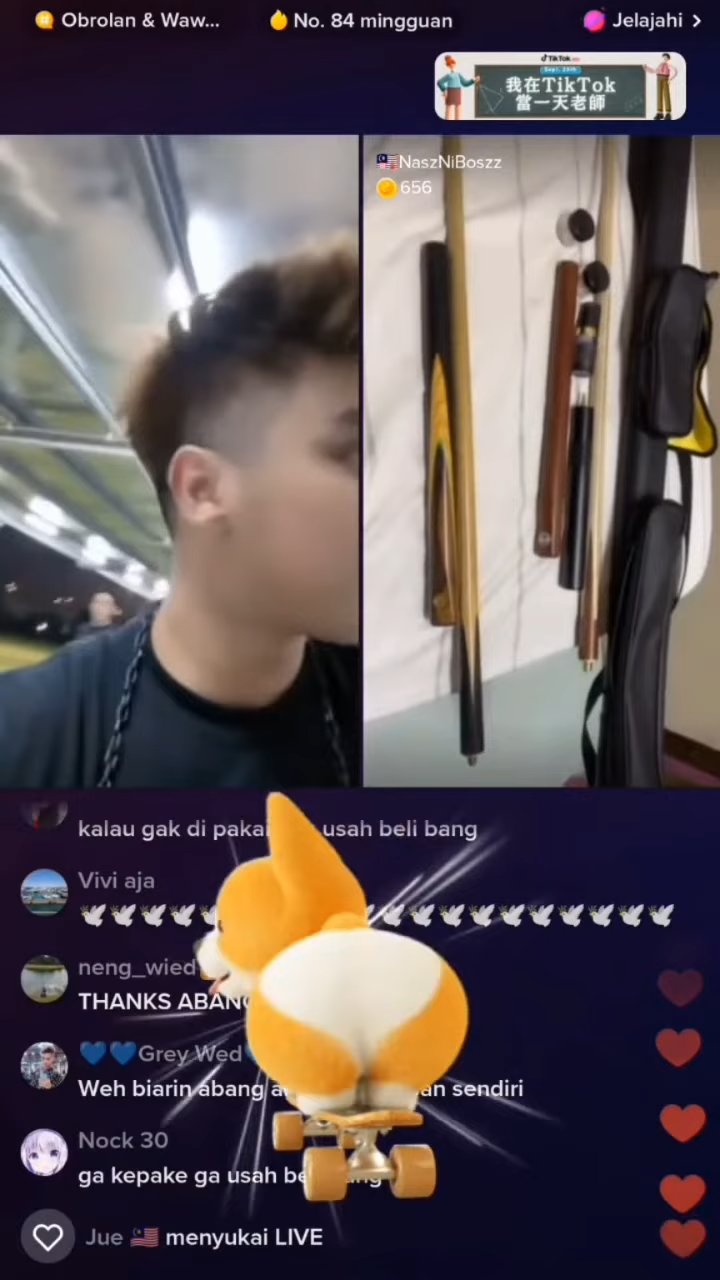 Obrolan & Waw...
No. 84 mingguan
Jelajahi
TikTok
Sept. 28th
我在TikTok
當一天老師
NaszNiBoszz
656
kalau gak di pakai usah beli bang
Vivi aja
neng_wied
THANKS ABANG
Grey Wed
Weh biarin abang an sendiri
Nock 30
ga kepake ga usah be
Jue menyukai LIVE